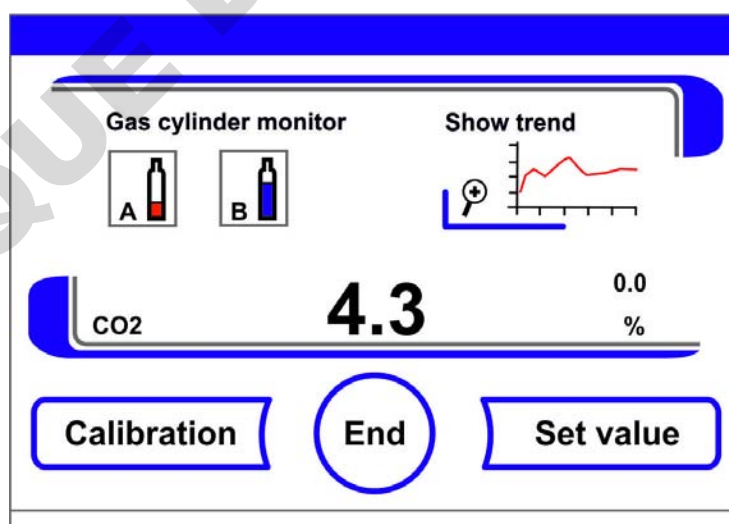 Gas cylinder monitor
Show trend
A
B
CO2
4.3
0.0
%
Calibration
End
Set value